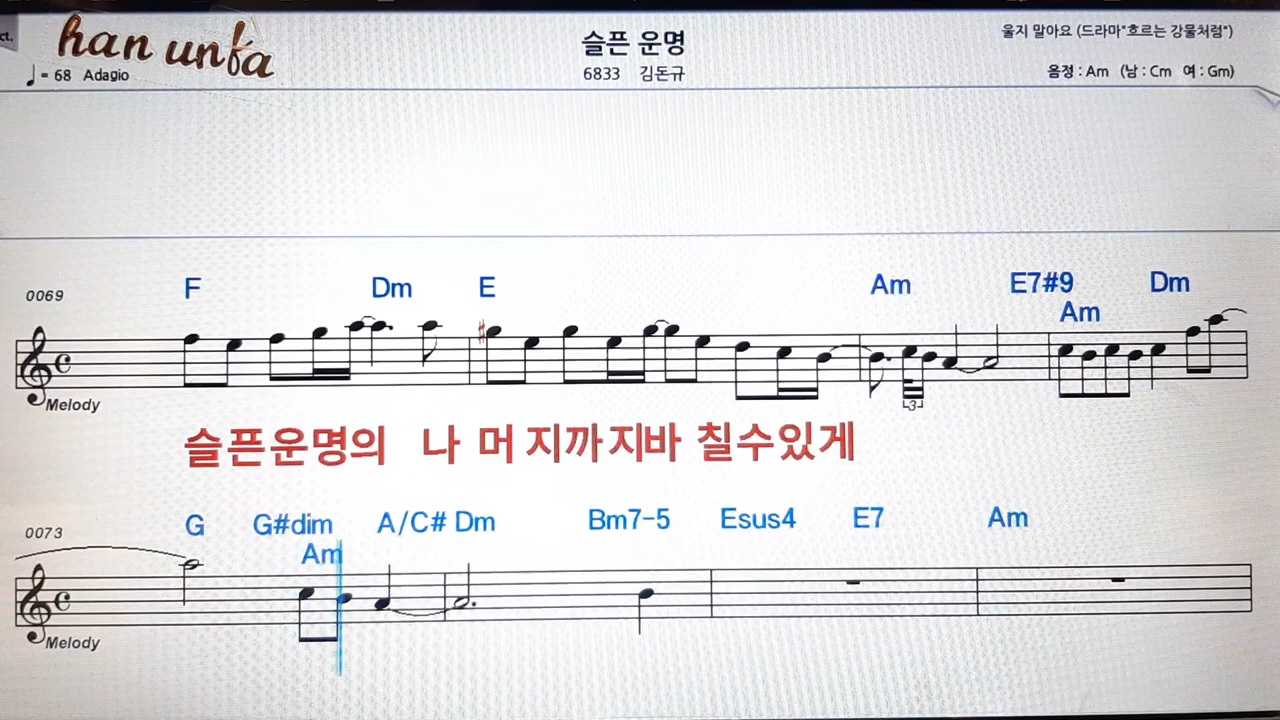 ct.
han unfa
슬픈 운명
울지 말아요 (드라마"흐르는 강물처럼")
♩ = 68 Adagio
6833 김돈규
음정 : Am (남 : Cm 여 : Gm)
0069
F Dm E Am E7#9 Dm
Am
3
Melody
슬픈운명의 나 머 지까지바 칠수있게
0073
G G#dim A/C# Dm Bm7-5 Esus4 E7 Am
Am
Melody